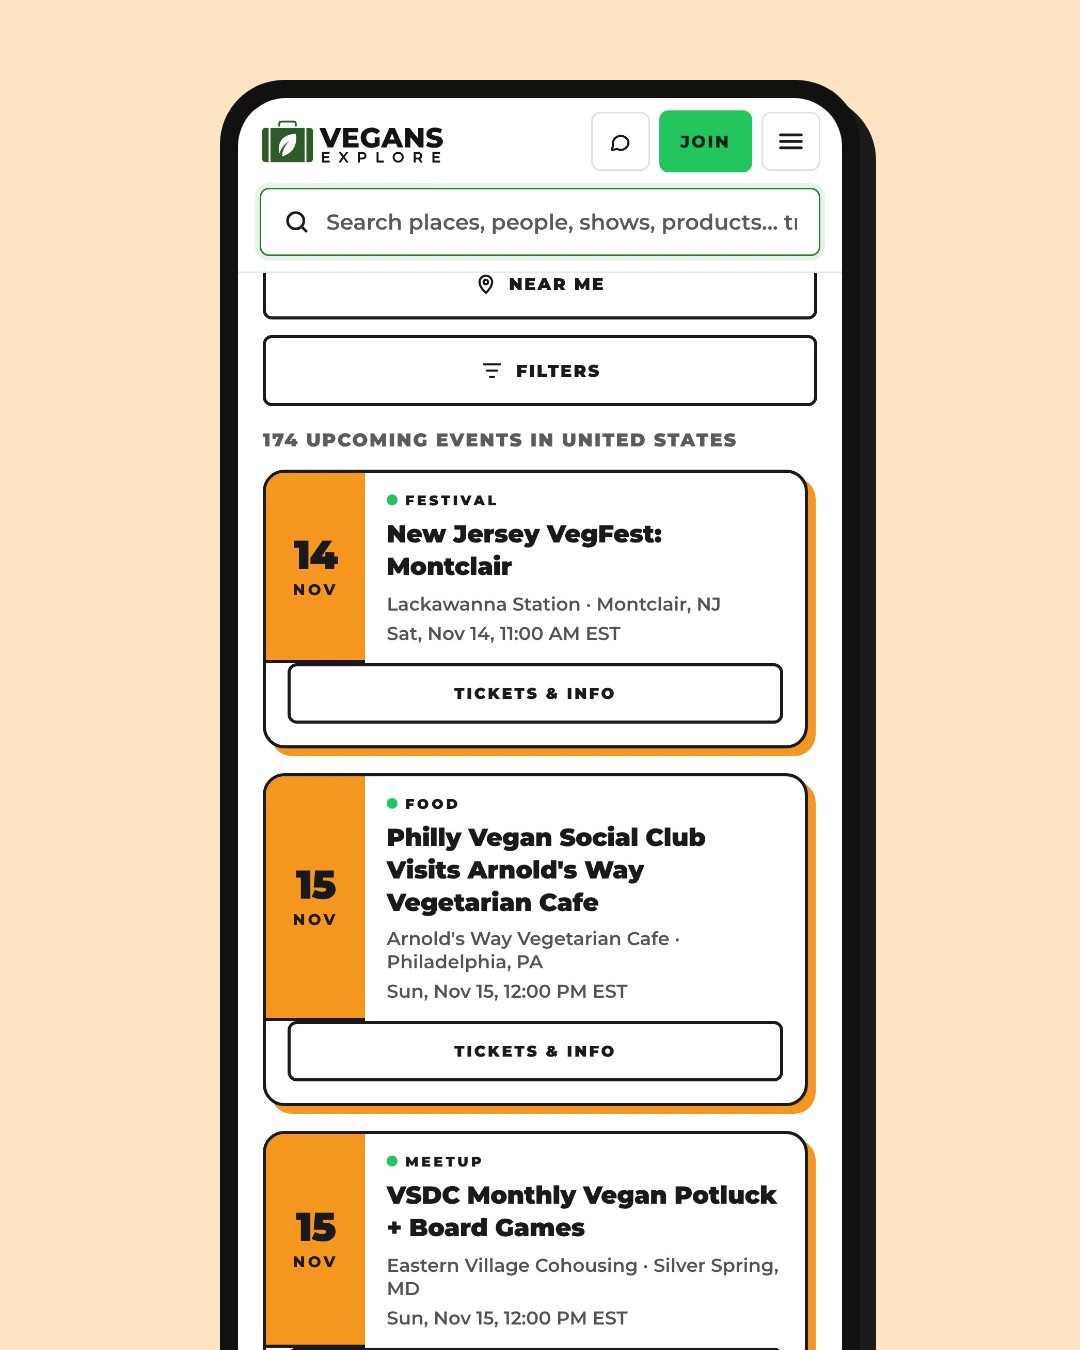 VEGANS
EXPLORE
JOIN
Search places, people, shows, products...
NEAR ME
FILTERS
174 UPCOMING EVENTS IN UNITED STATES
14
NOV
FESTIVAL
New Jersey VegFest:
Montclair
Lackawanna Station · Montclair, NJ
Sat, Nov 14, 11:00 AM EST
TICKETS & INFO
15
NOV
FOOD
Philly Vegan Social Club
Visits Arnold's Way
Vegetarian Cafe
Arnold's Way Vegetarian Cafe ·
Philadelphia, PA
Sun, Nov 15, 12:00 PM EST
TICKETS & INFO
15
NOV
MEETUP
VSDC Monthly Vegan Potluck
+ Board Games
Eastern Village Cohousing · Silver Spring,
MD
Sun, Nov 15, 12:00 PM EST